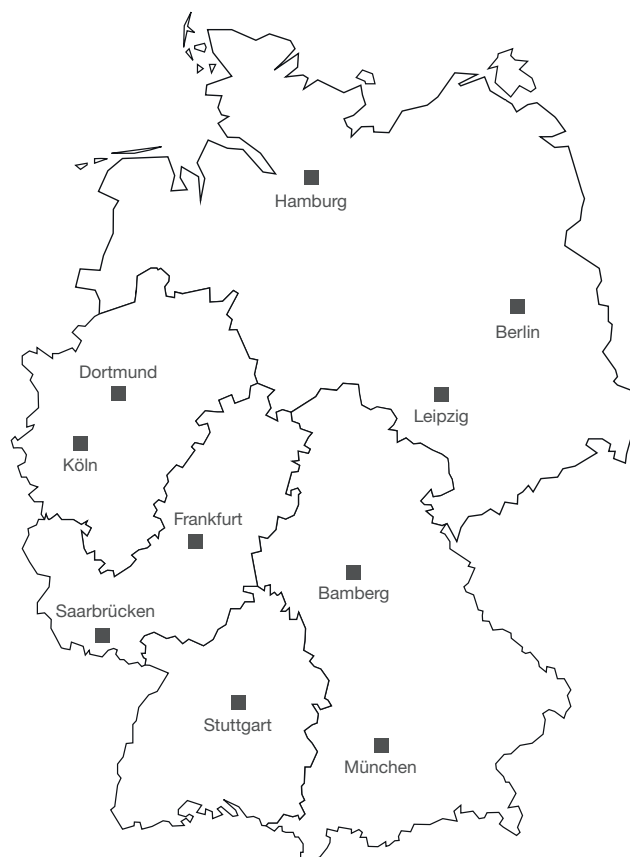 Hamburg
Berlin
Dortmund
Leipzig
Köln
Frankfurt
Bamberg
Saarbrücken
Stuttgart
München